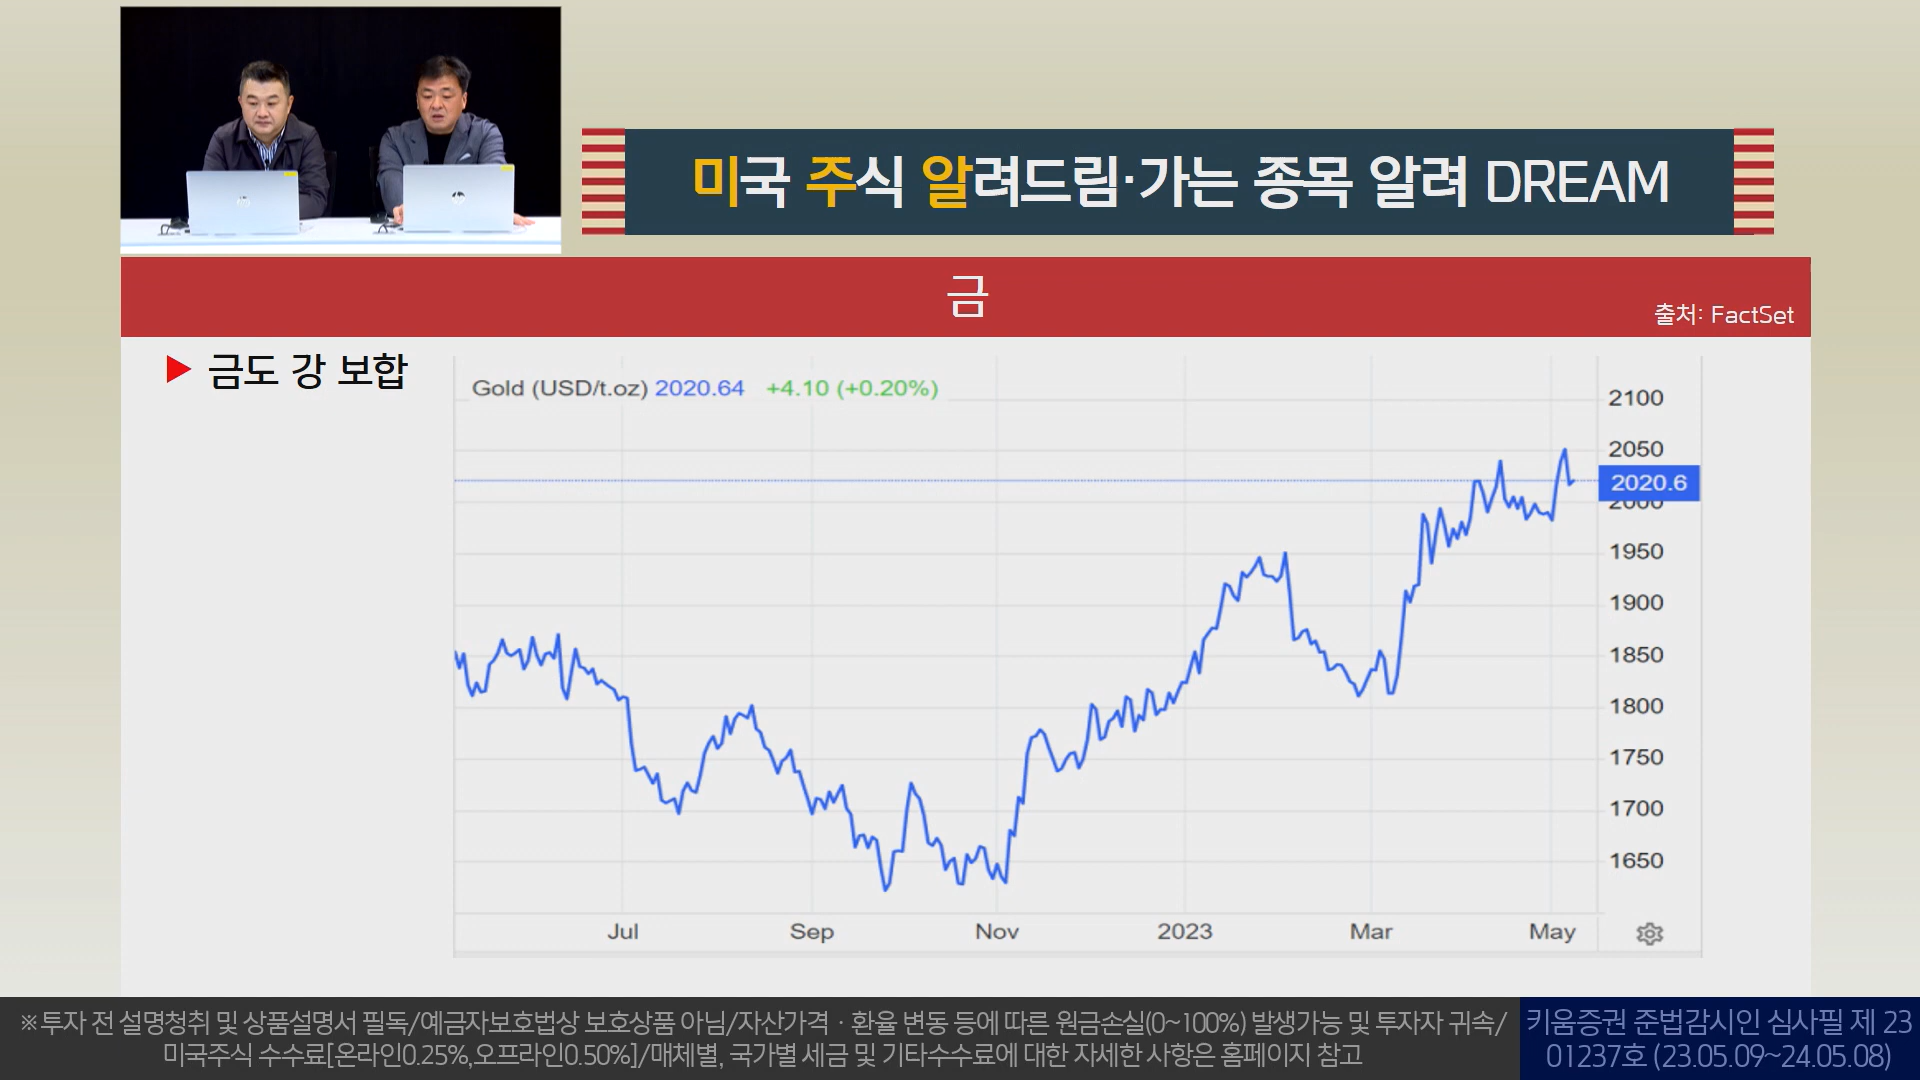 미국 주식 알려드림·가는 종목 알려 DREAM
금
출처: FactSet
금도 강 보합
Gold (USD/t.oz) 2020.64 +4.10 (+0.20%)
2100
2050
2020.6
2000
1950
1900
1850
1800
1750
1700
1650
Jul Sep Nov 2023 Mar May
※투자 전 설명청취 및 상품설명서 필독/예금자보호법상 보호상품 아님/자산가격 · 환율 변동 등에 따른 원금손실(0~100%) 발생가능 및 투자자 귀속/
미국주식 수수료[온라인0.25%,오프라인0.50%]/매체별, 국가별 세금 및 기타수수료에 대한 자세한 사항은 홈페이지 참고
키움증권 준법감시인 심사필 제 23
01237호 (23.05.09~24.05.08)